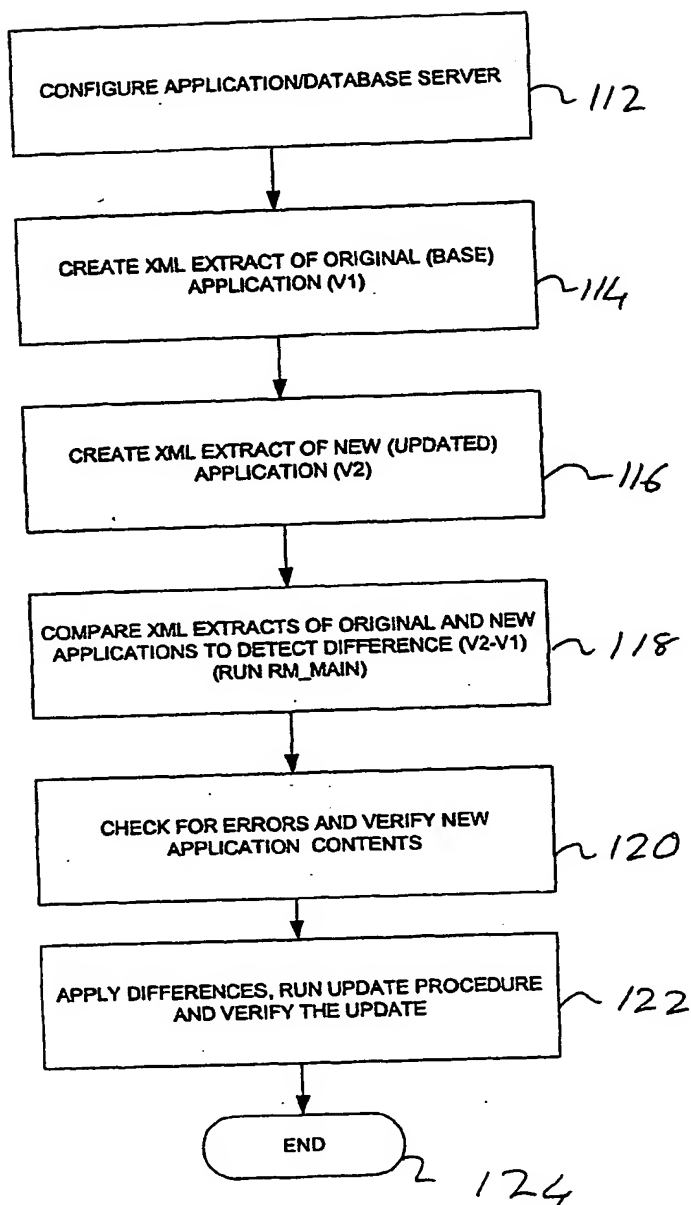 CONFIGURE APPLICATION/DATABASE SERVER
112
CREATE XML EXTRACT OF ORIGINAL (BASE)
APPLICATION (V1)
114
CREATE XML EXTRACT OF NEW (UPDATED)
APPLICATION (V2)
116
COMPARE XML EXTRACTS OF ORIGINAL AND NEW
APPLICATIONS TO DETECT DIFFERENCE (V2-V1)
(RUN RM_MAIN)
118
CHECK FOR ERRORS AND VERIFY NEW
APPLICATION CONTENTS
120
APPLY DIFFERENCES, RUN UPDATE PROCEDURE
AND VERIFY THE UPDATE
122
END
124